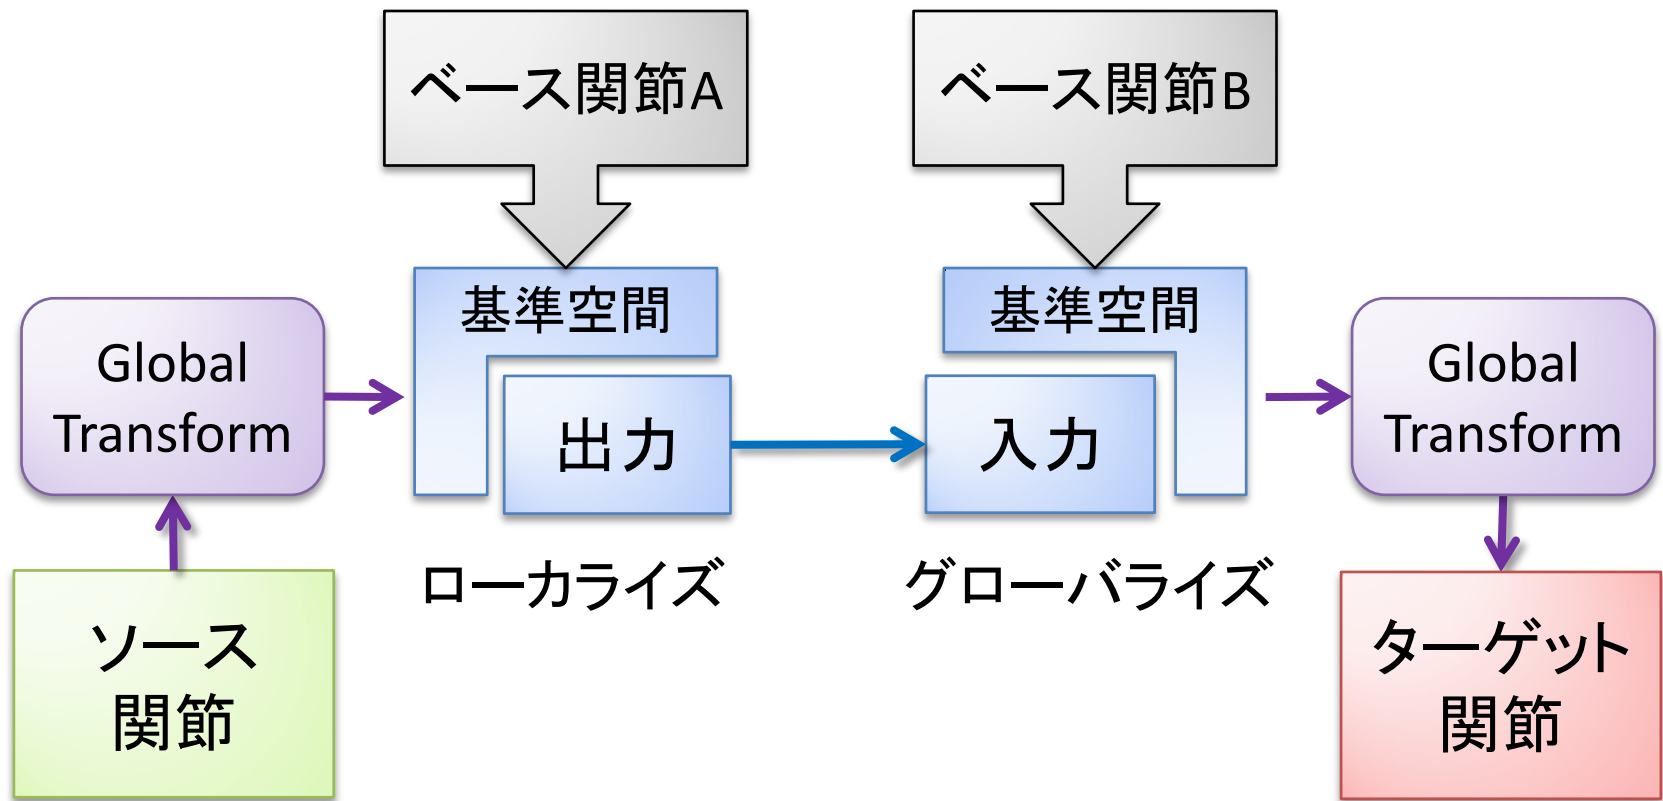 ベース関節A
ベース関節B
基準空間
基準空間
Global
Transform
出力
入力
Global
Transform
ローカライズ
グローバライズ
ソース
関節
ターゲット
関節